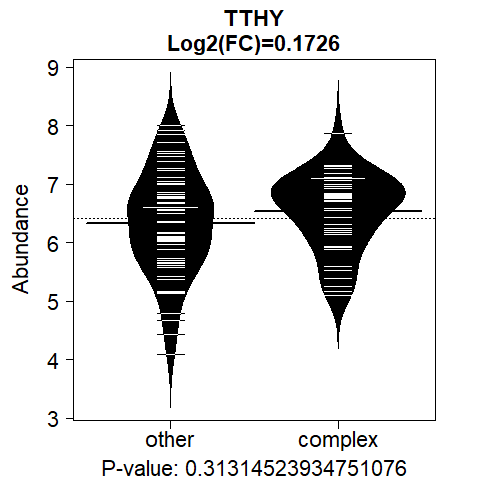 TTHY
Log2(FC)=0.1726
9
8
7
6
5
4
3
Abundance
other complex
P-value: 0.31314523934751076